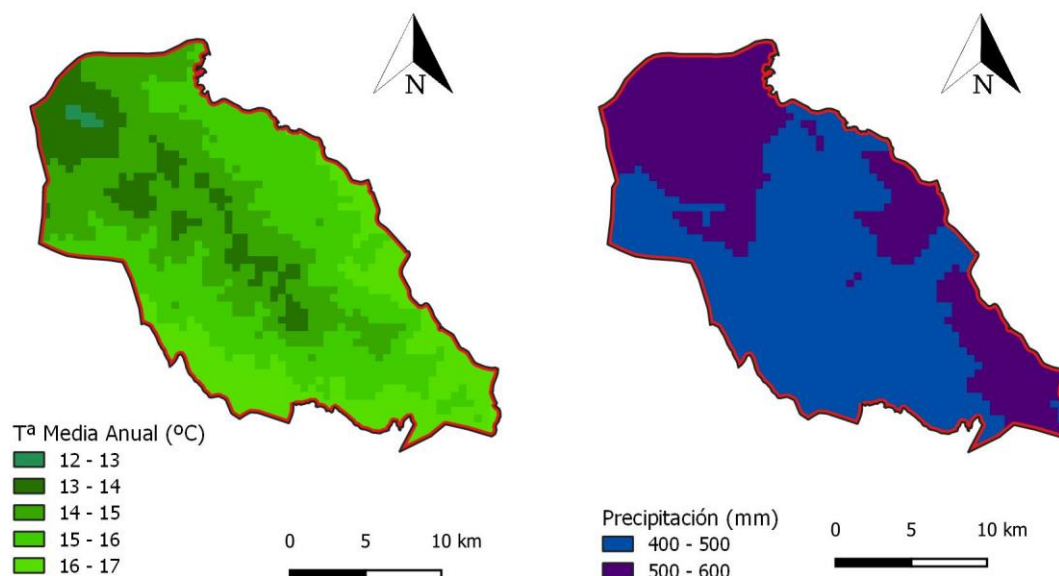 N
Tª Media Anual (ºC)
12 - 13
13 - 14
14 - 15
15 - 16
16 - 17
0 5 10 km
N
Precipitación (mm)
400 - 500
500 - 600
0 5 10 km